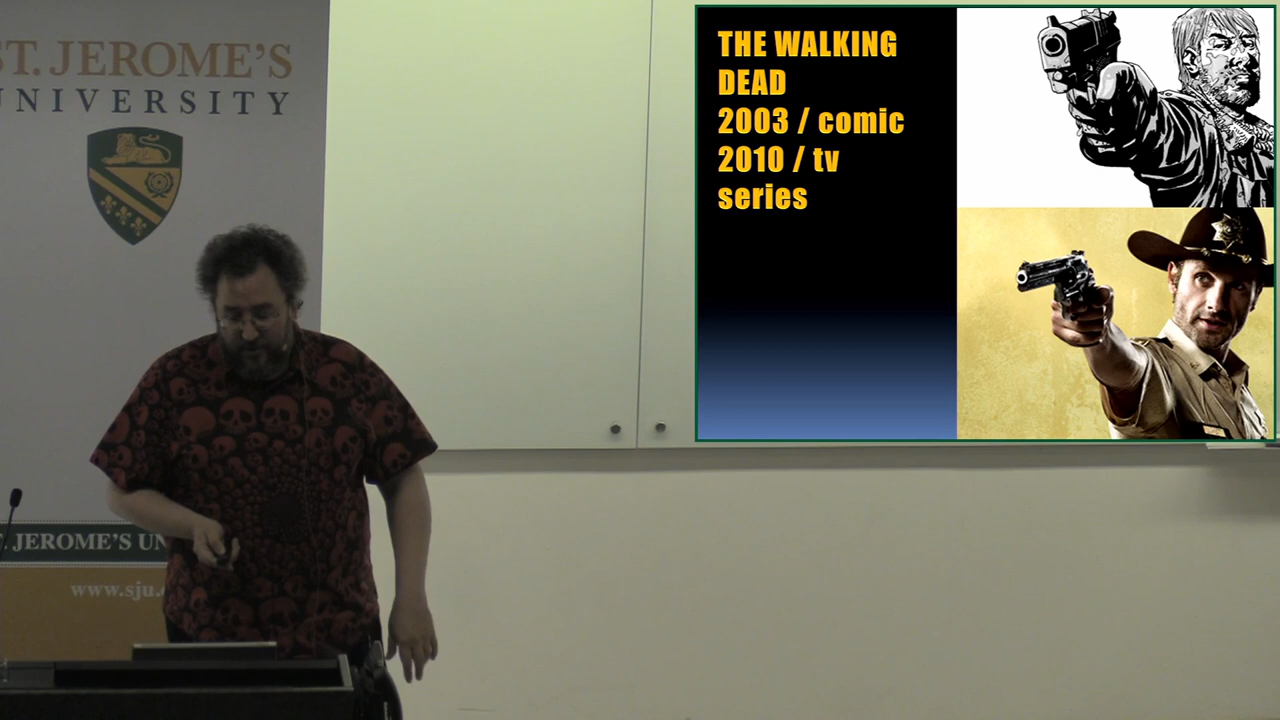 ST. JEROME'S
UNIVERSITY
THE WALKING
DEAD
2003 / comic
2010 / tv
series
JEROME'S UN
www.sju.